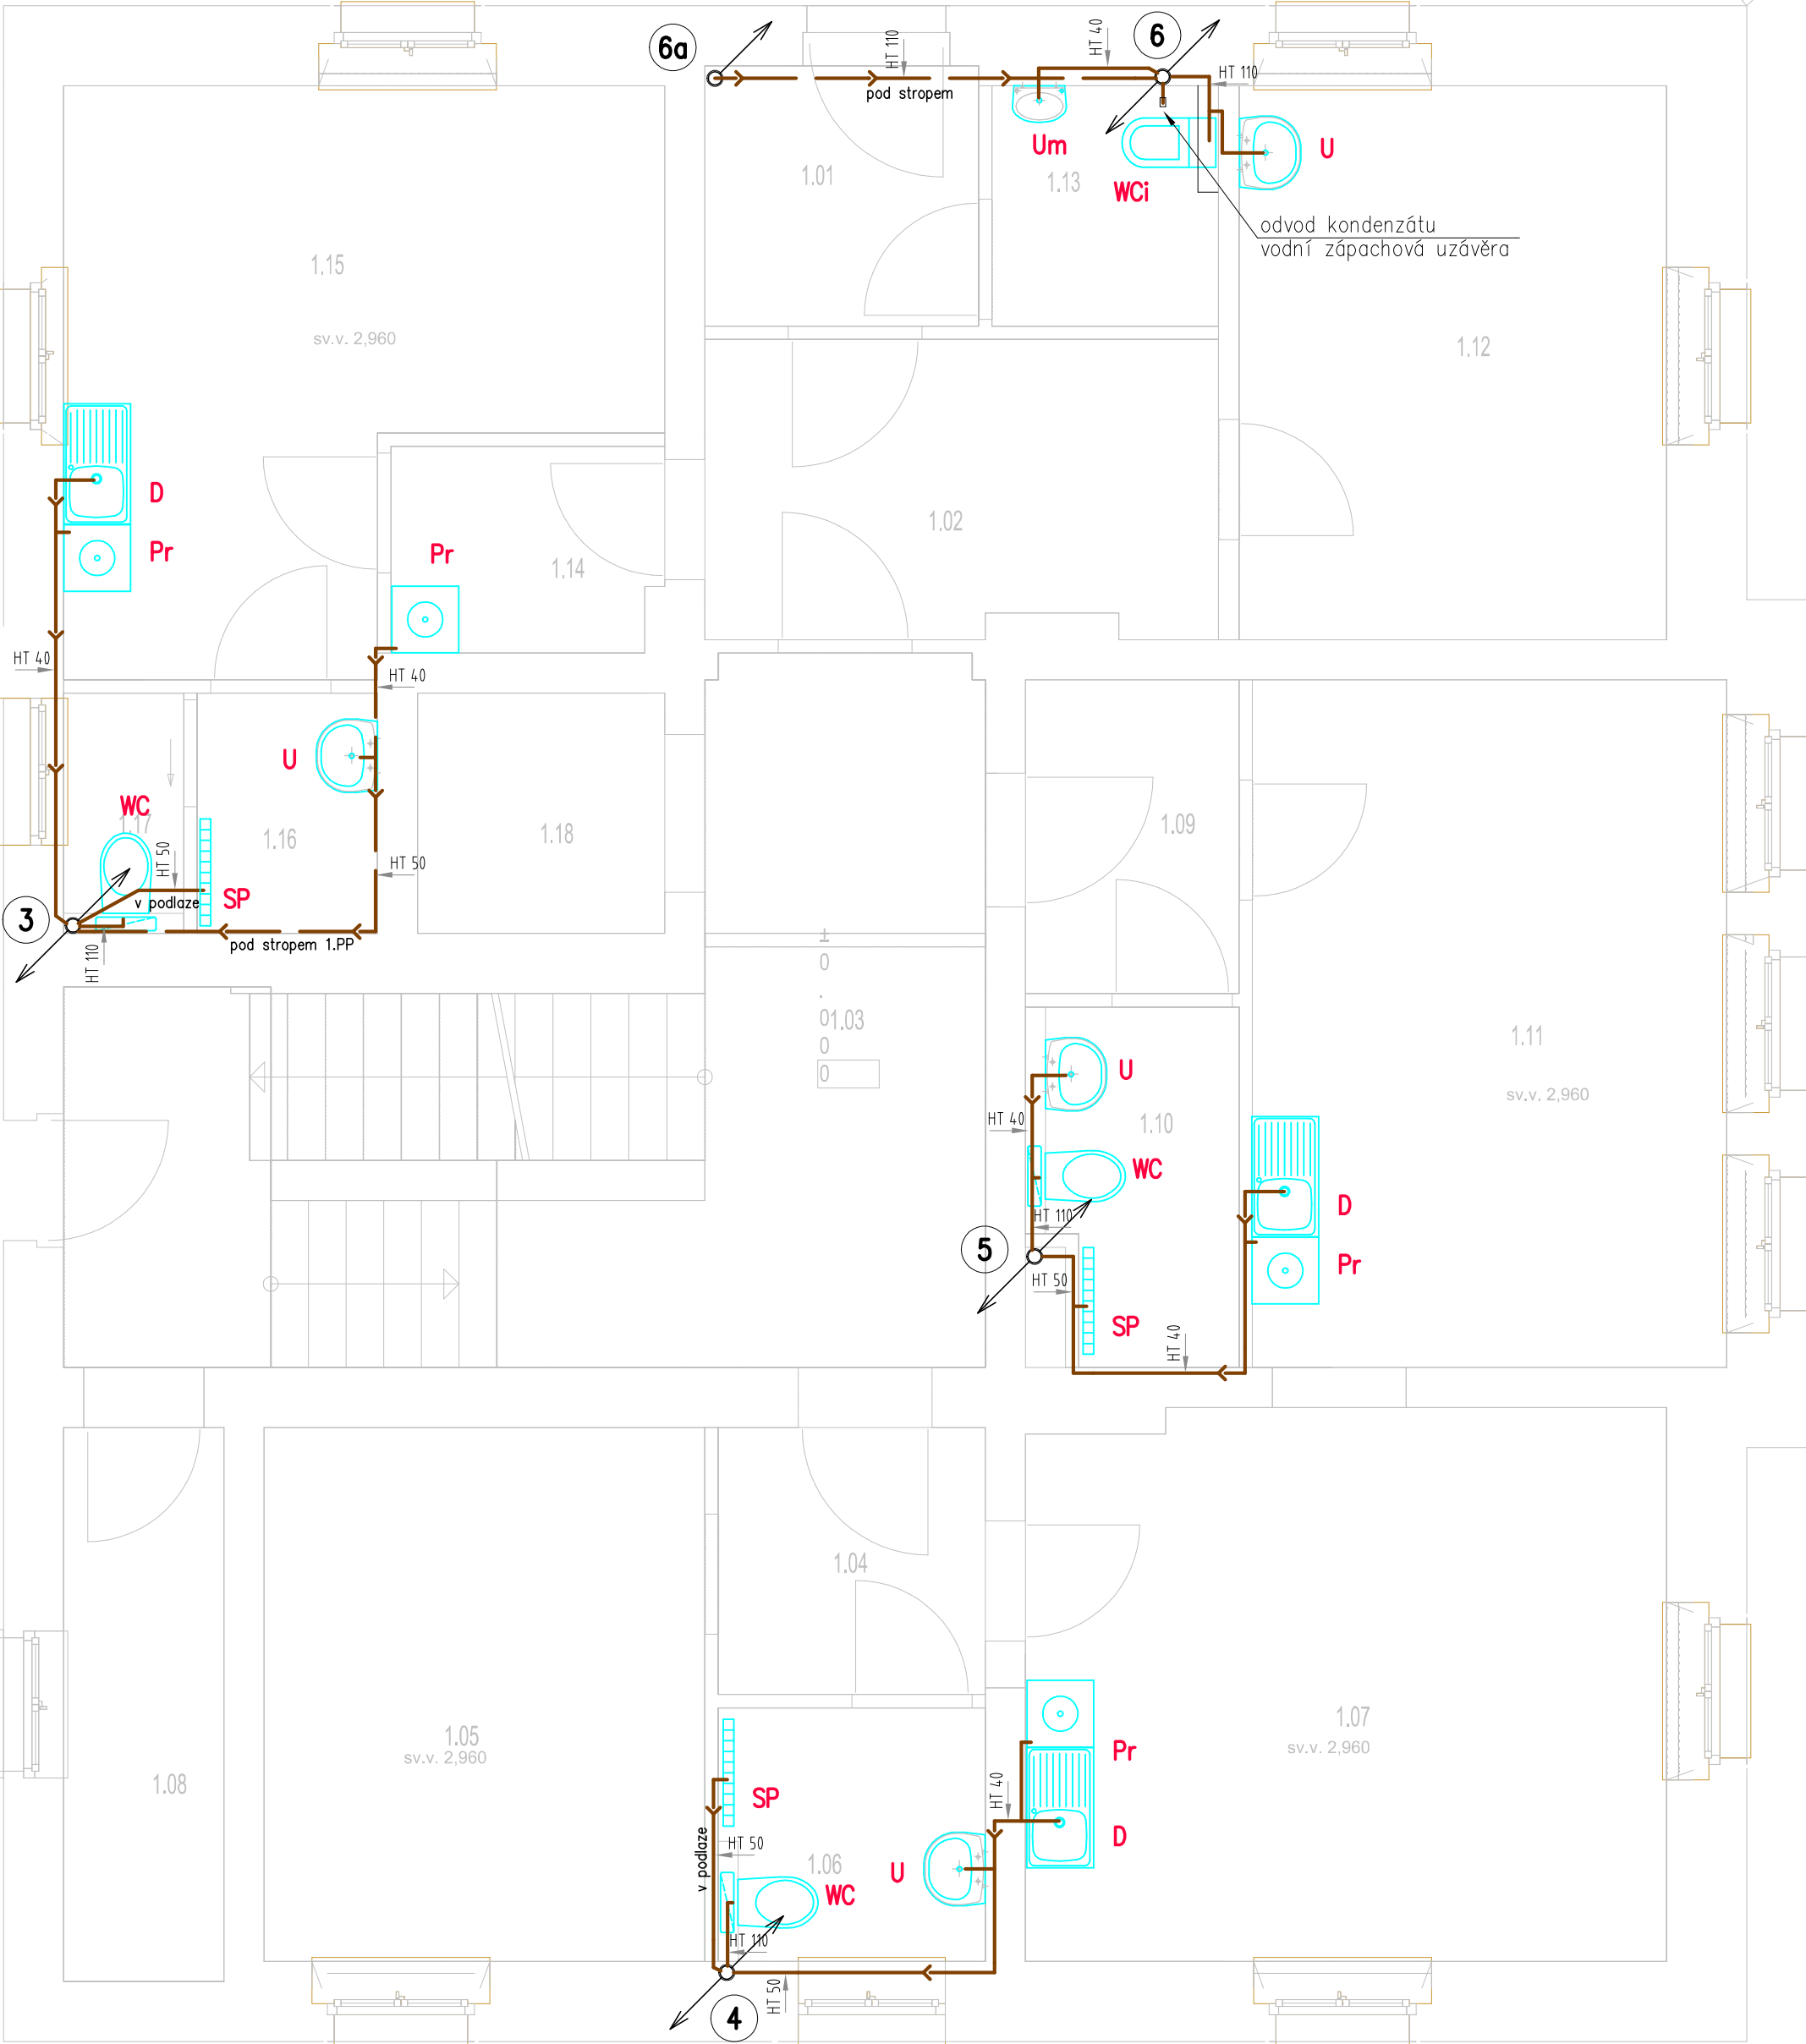 6a
6
HT 110
HT 40
HT 110
pod stropem
Um
U
1.01
1.13
WCi
odvod kondenzátu
vodní zápachová uzávěra
1.15
sv.v. 2,960
1.12
D
Pr
1.02
Pr
1.14
HT 40
HT 40
U
WC
1.17
1.16
1.18
1.09
HT 50
HT 50
v podlaze
SP
3
pod stropem 1.PP
HT 110
±0.000
1.03
1.11
sv.v. 2,960
U
HT 40
1.10
WC
D
HT 110
5
Pr
HT 50
SP
HT 40
1.04
1.05
sv.v. 2,960
1.07
sv.v. 2,960
Pr
1.08
SP
HT 40
D
v podlaze
HT 50
1.06
U
WC
HT 110
HT 50
4